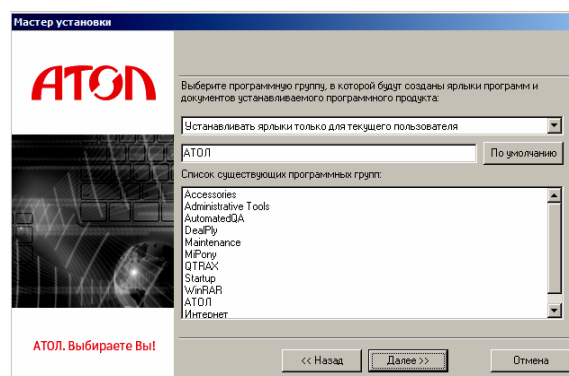 Мастер установки
АТОЛ
Выберите программную группу, в которой будут созданы ярлыки программ и
документов устанавливаемого программного продукта:
Устанавливать ярлыки только для текущего пользователя
АТОЛ
По умолчанию
Список существующих программных групп:
Accessories
Administrative Tools
AutomatedQA
DealPly
Maintenance
MiPony
QTRAX
Startup
WinRAR
АТОЛ
Интернет
АТОЛ. Выбираете Вы!
<< Назад
Далее >>
Отмена